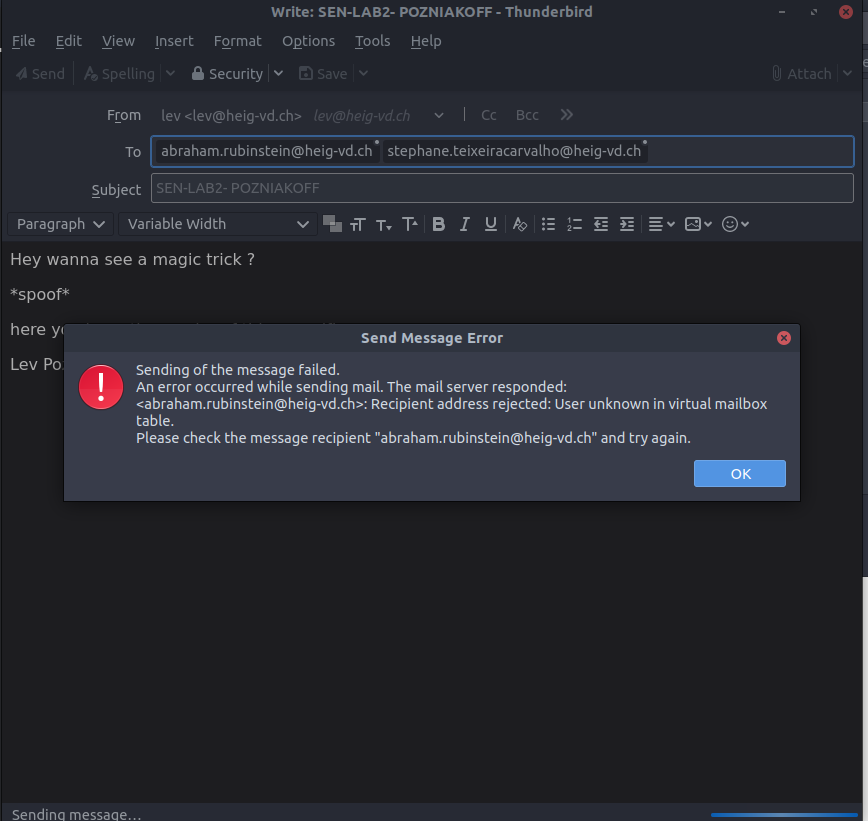 Write: SEN-LAB2- POZNIAKOFF - Thunderbird
File Edit View Insert Format Options Tools Help
Send Spelling Security Save Attach
From lev <lev@heig-vd.ch> lev@heig-vd.ch Cc Bcc
To abraham.rubinstein@heig-vd.ch stephane.teixeiracarvalho@heig-vd.ch
Subject SEN-LAB2- POZNIAKOFF
Paragraph Variable Width
Hey wanna see a magic trick ?
*spoof*
here
Lev
Send Message Error
Sending of the message failed.
An error occurred while sending mail. The mail server responded:
<abraham.rubinstein@heig-vd.ch>: Recipient address rejected: User unknown in virtual mailbox
table.
Please check the message recipient "abraham.rubinstein@heig-vd.ch" and try again.
OK
Sending message...